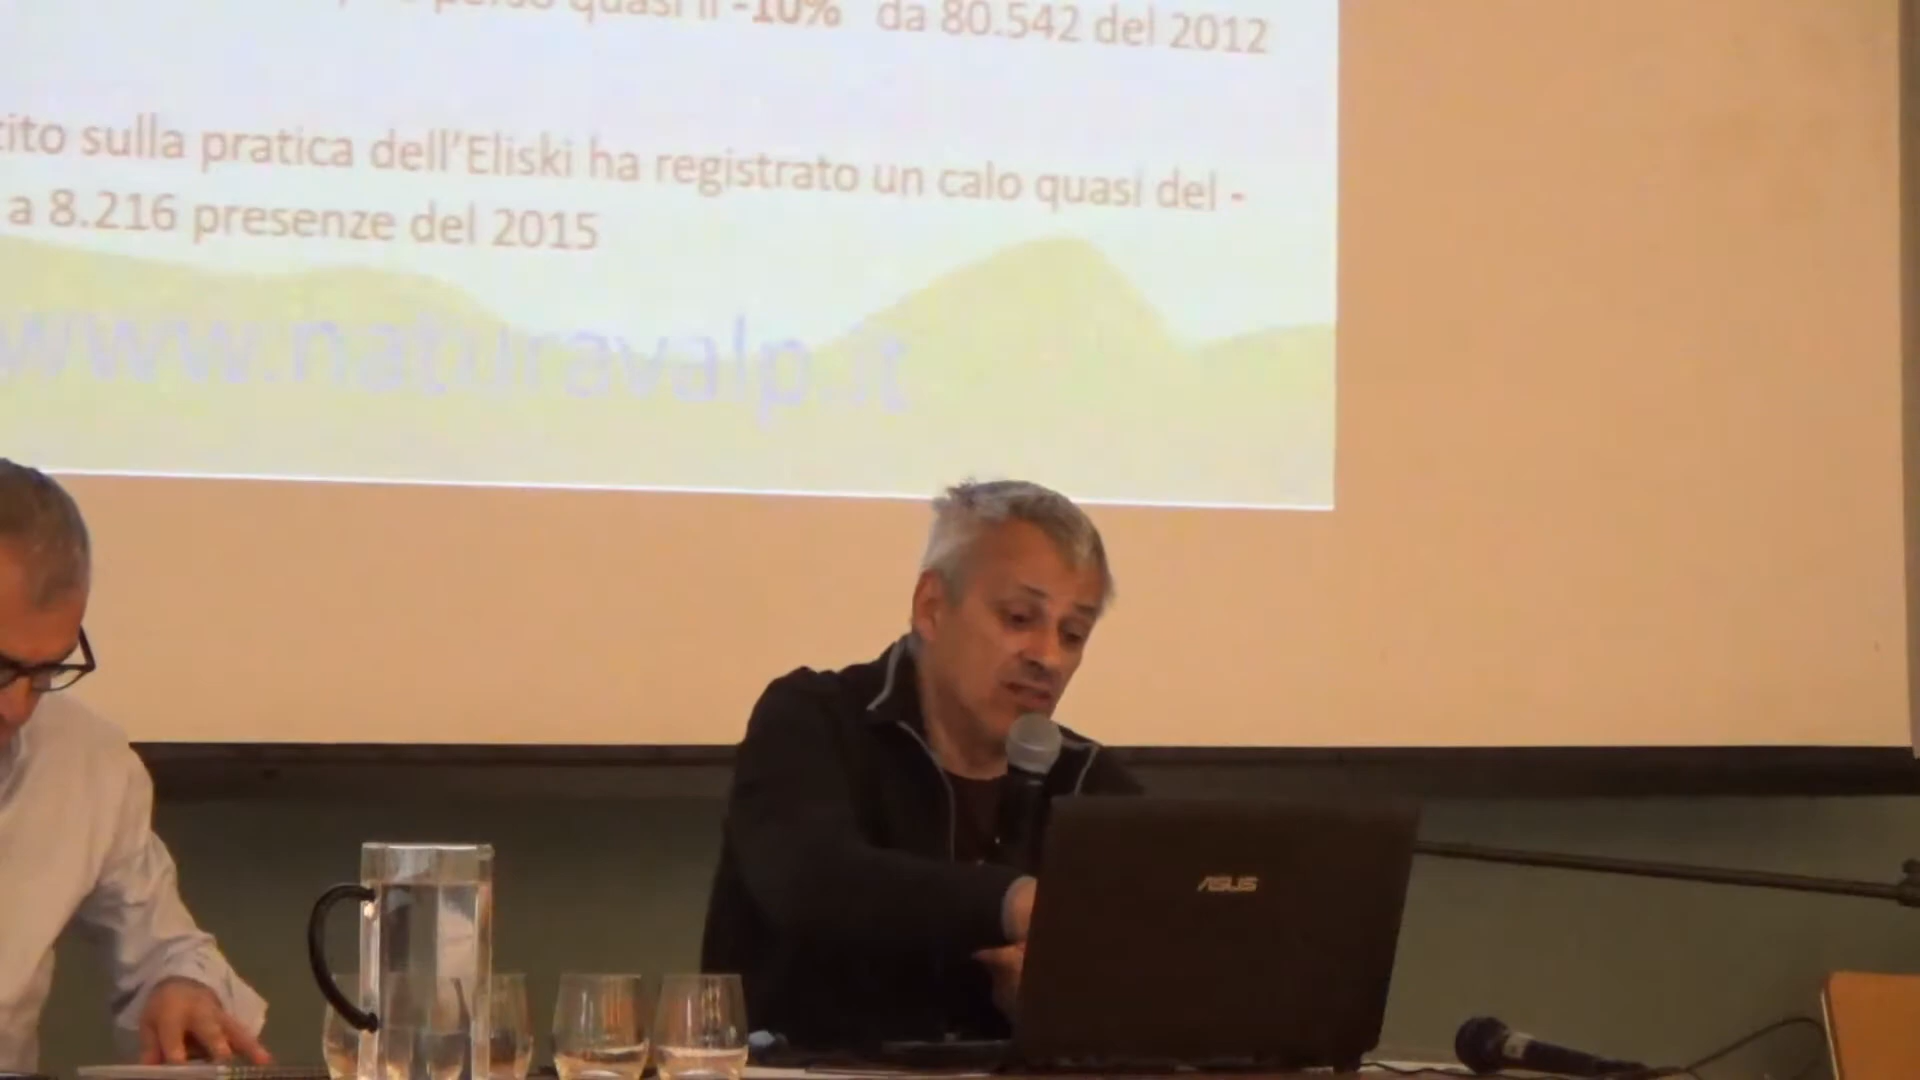 quasi il -10% da 80.542 del 2012
sulla pratica dell'Eliski ha registrato un calo quasi del -
a 8.216 presenze del 2015
www.naturavalp.it
ASUS